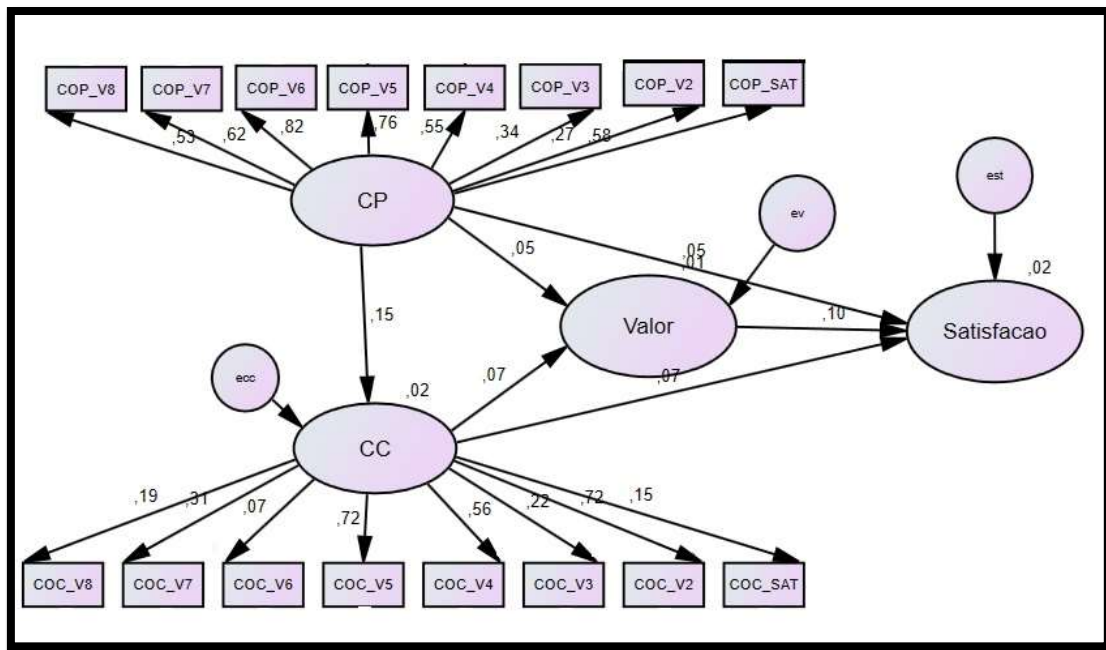 COP_V8
COP_V7
COP_V6
COP_V5
COP_V4
COP_V3
COP_V2
COP_SAT
,53
,62
,82
,76
,55
,34
,27
,58
est
CP
ev
,05
,05
,01
,02
,15
Valor
,10
Satisfacao
ecc
,02
,07
,07
CC
,19
,31
,07
,72
,56
,22
,72
,15
COC_V8
COC_V7
COC_V6
COC_V5
COC_V4
COC_V3
COC_V2
COC_SAT